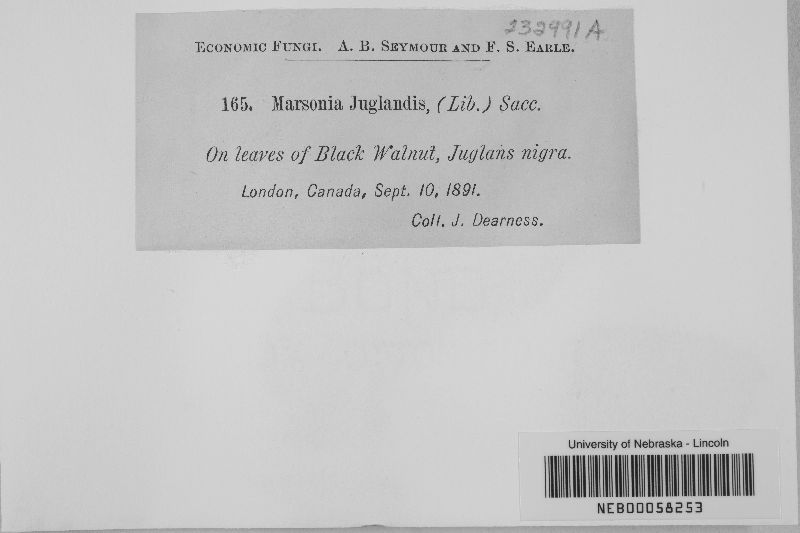 232991A
ECONOMIC FUNGI. A. B. SEYMOUR AND F. S. EARLE.
165. Marsonia Juglandis, (Lib.) Sacc.
On leaves of Black Walnut, Juglans nigra.
London, Canada, Sept. 10, 1891.
Coll. J. Dearness.
University of Nebraska - Lincoln
NEB00058253